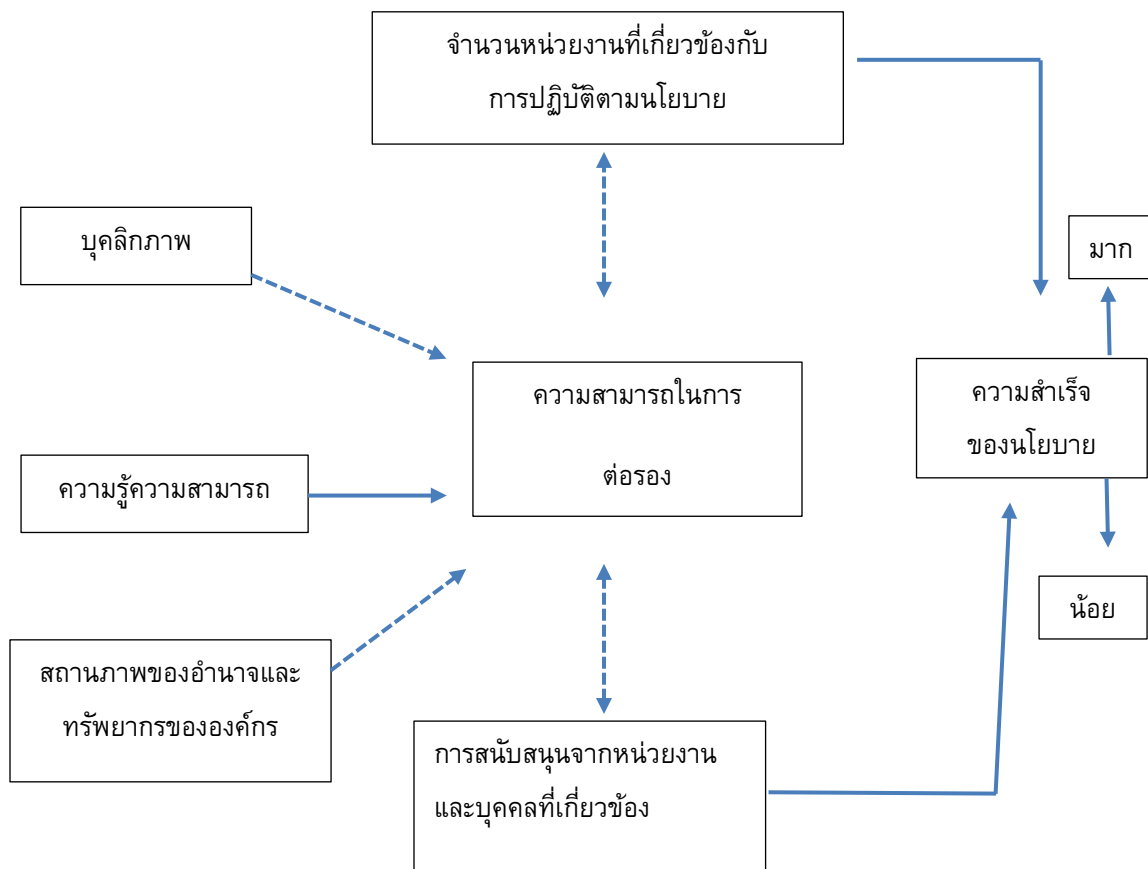 จำนวนหน่วยงานที่เกี่ยวข้องกับ
การปฏิบัติตามนโยบาย
บุคลิกภาพ
มาก
ความสามารถในการ
ต่อรอง
ความสำเร็จ
ของนโยบาย
ความรู้ความสามารถ
น้อย
สถานภาพของอำนาจและ
ทรัพยากรขององค์กร
การสนับสนุนจากหน่วยงาน
และบุคคลที่เกี่ยวข้อง